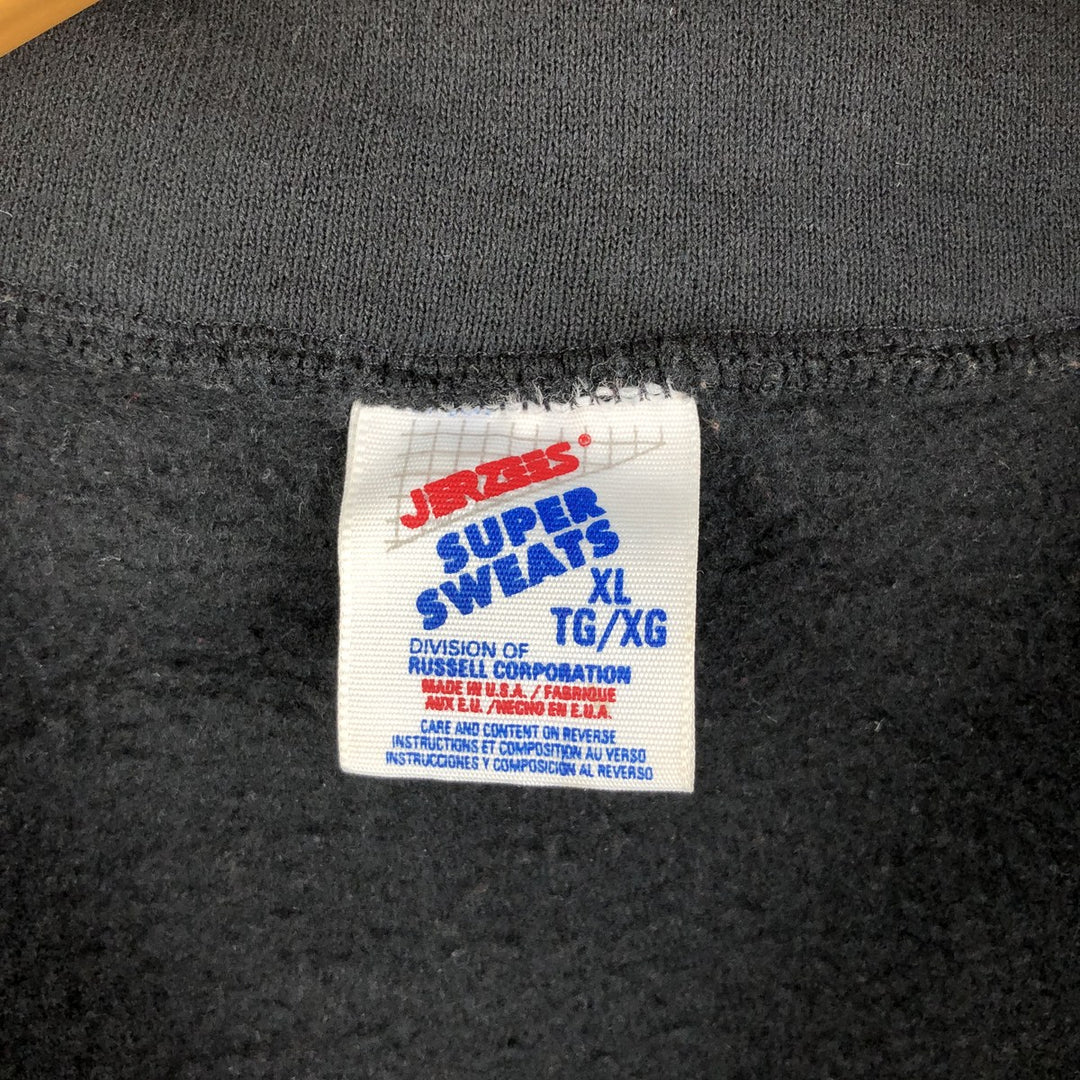 JERZEES®
SUPER
SWEATS
XL
TG/XG
DIVISION OF
RUSSELL CORPORATION
MADE IN U.S.A. / FABRIQUE
AUX E.U. / HECHO EN E.U.A.
CARE AND CONTENT ON REVERSE
INSTRUCTIONS ET COMPOSITION AU VERSO
INSTRUCCIONES Y COMPOSICIÓN AL REVERSO